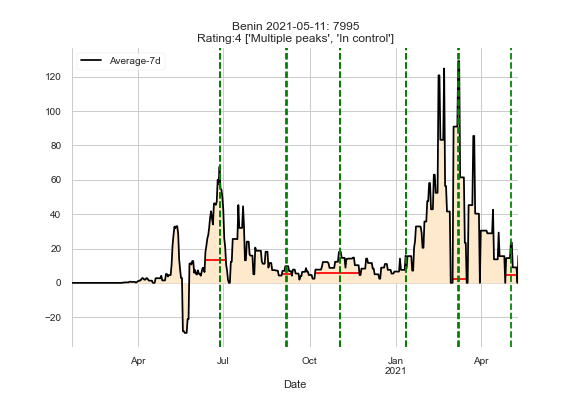 Benin 2021-05-11: 7995
Rating:4 ['Multiple peaks', 'In control']
Average-7d
120
100
80
60
40
20
0
−20
Apr
Jul
Oct
Jan
2021
Apr
Date